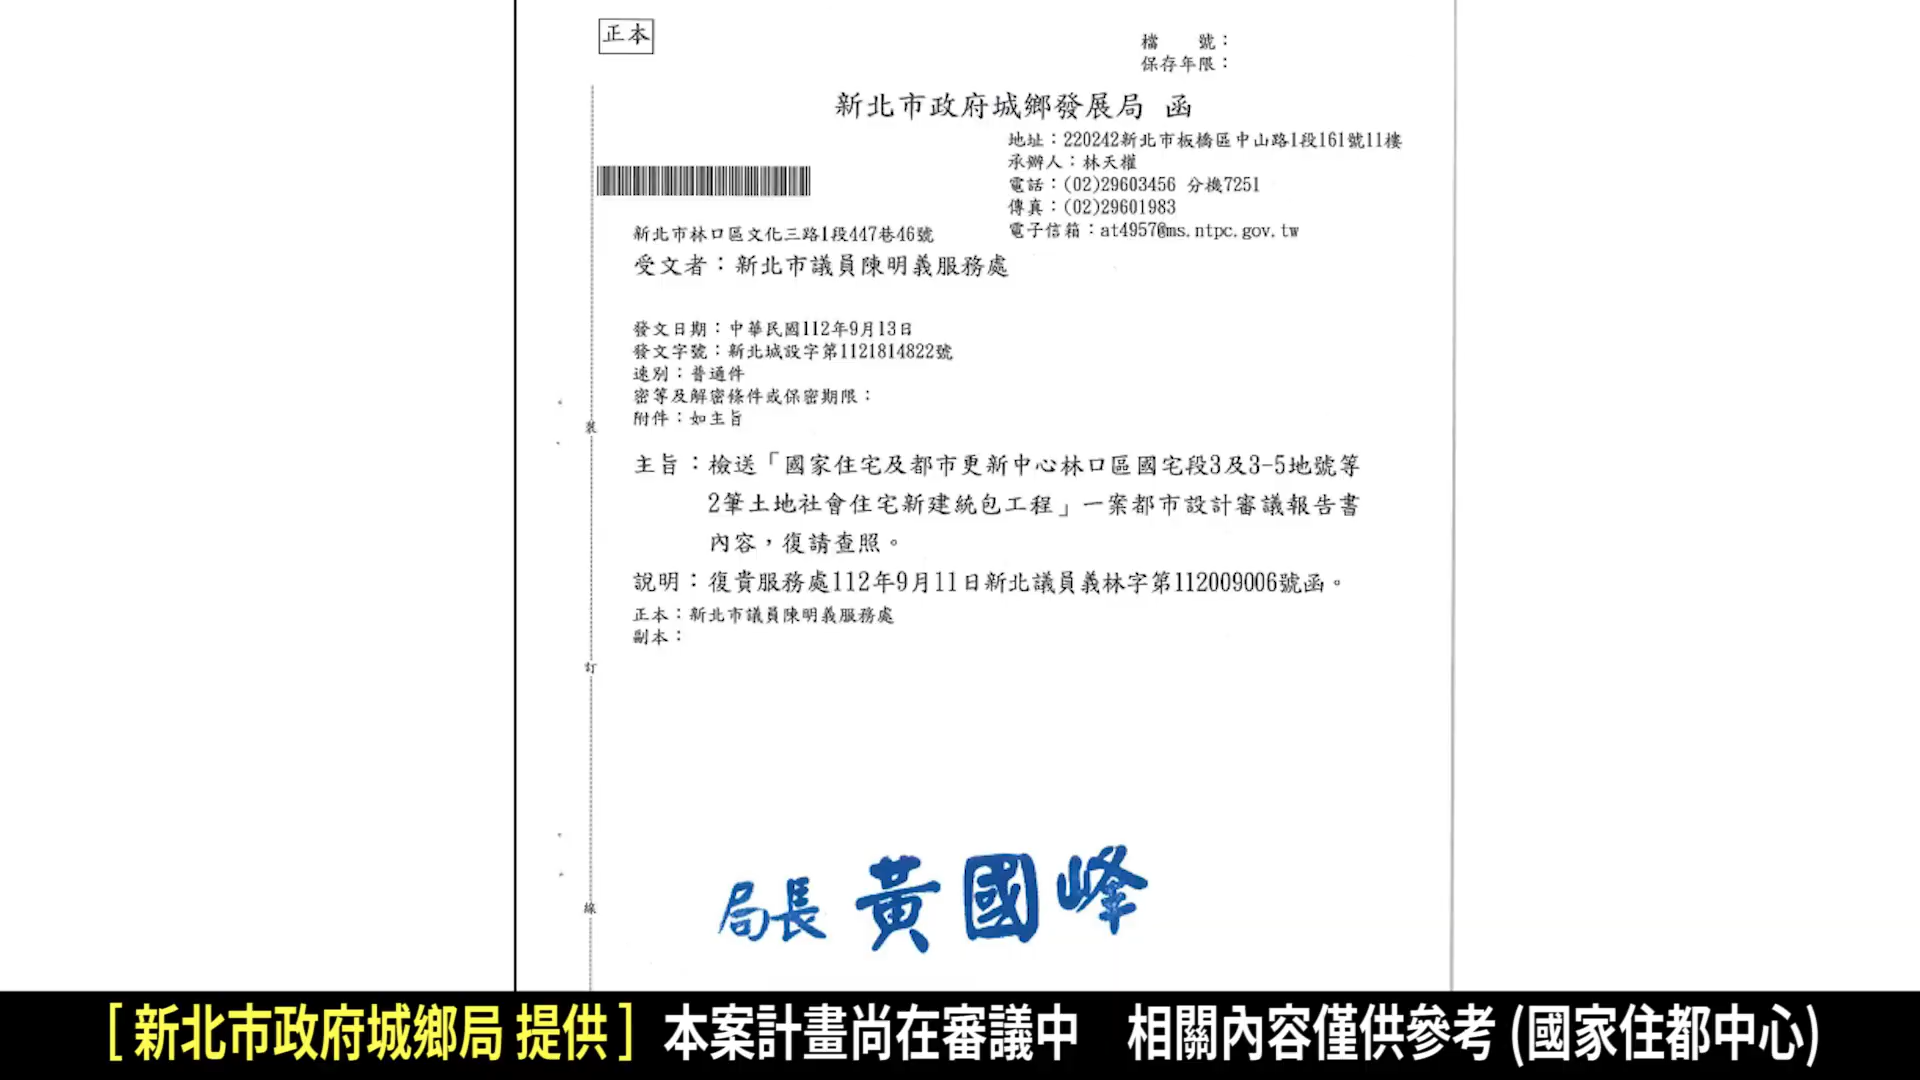 正本
檔　　號：
保存年限：
新北市政府城鄉發展局 函
地址：220242新北市板橋區中山路1段161號11樓
承辦人：林天權
電話：(02)29603456 分機7251
傳真：(02)29601983
電子信箱：at4957@ms.ntpc.gov.tw
新北市林口區文化三路1段447巷46號
受文者：新北市議員陳明義服務處
發文日期：中華民國112年9月13日
發文字號：新北城設字第1121814822號
速別：普通件
密等及解密條件或保密期限：
附件：如主旨
裝
主旨：檢送「國家住宅及都市更新中心林口區國宅段3及3-5地號等
2筆土地社會住宅新建統包工程」一案都市設計審議報告書
內容，復請查照。
說明：復貴服務處112年9月11日新北議員義林字第112009006號函。
正本：新北市議員陳明義服務處
副本：
訂
局長 黃國峰
線
[ 新北市政府城鄉局 提供 ] 本案計畫尚在審議中 相關內容僅供參考 (國家住都中心)